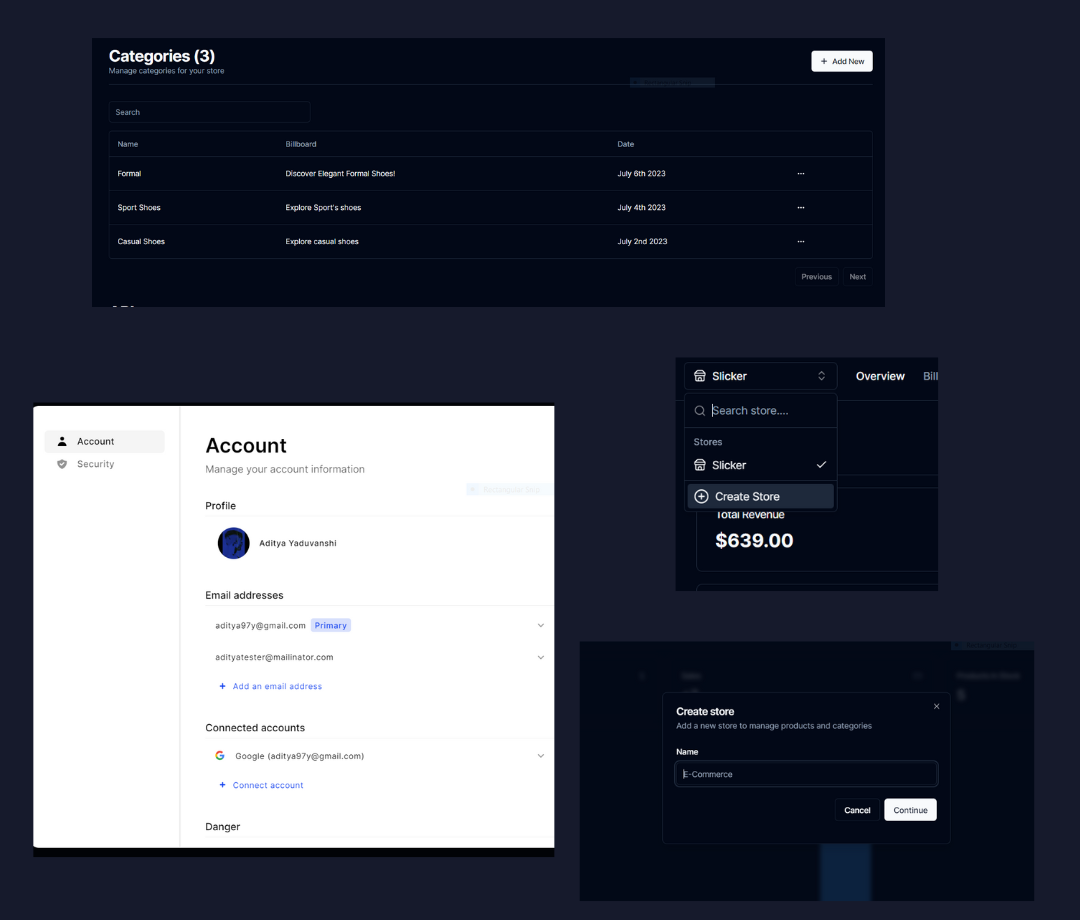 Categories (3)
Manage categories for your store
+ Add New
Search
Name Billboard Date
Formal Discover Elegant Formal Shoes! July 6th 2023 ...
Sport Shoes Explore Sport's shoes July 4th 2023 ...
Casual Shoes Explore casual shoes July 2nd 2023 ...
Previous Next
Slicker Overview Bill
Search store....
Stores
Slicker
Create Store
Total Revenue
$639.00
Account
Security
Account
Manage your account information
Profile
Aditya Yaduvanshi
Email addresses
aditya97y@gmail.com Primary
adityatester@mailinator.com
+ Add an email address
Connected accounts
Google (aditya97y@gmail.com)
+ Connect account
Danger
Create store
Add a new store to manage products and categories
Name
E-Commerce
Cancel Continue